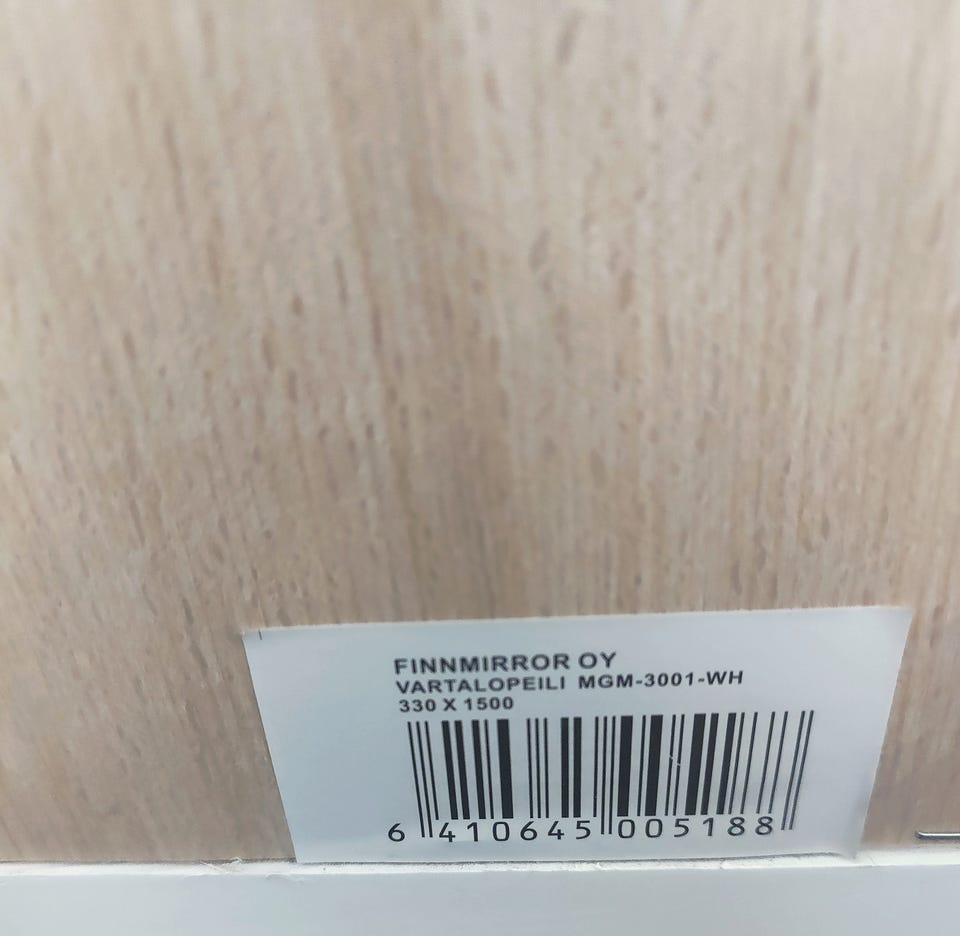 FINNMIRROR OY
VARTALOPEILI MGM-3001-WH
330 X 1500
6 410645 005188